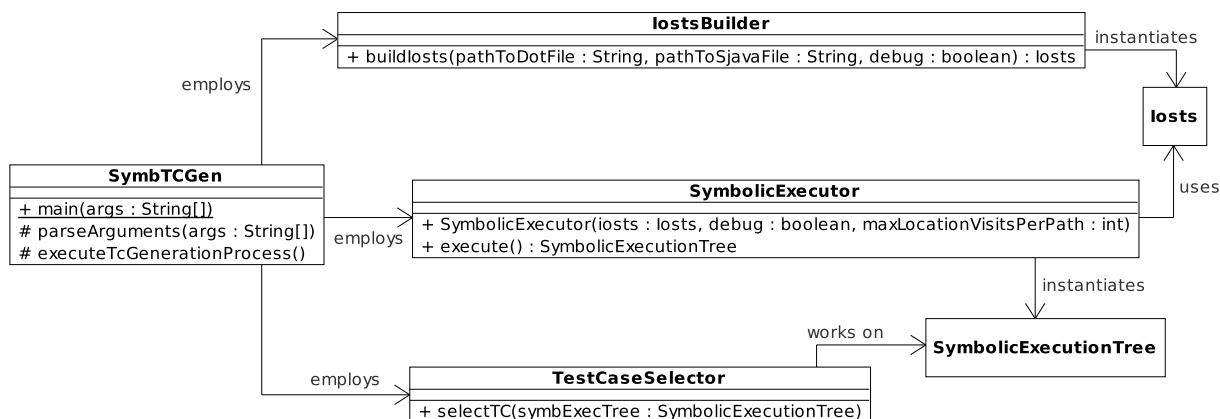 IostsBuilder
+ buildIosts(pathToDotFile : String, pathToSjavaFile : String, debug : boolean) : Iosts
instantiates
employs
Iosts
SymbTCGen
+ main(args : String[])
# parseArguments(args : String[])
# executeTcGenerationProcess()
employs
SymbolicExecutor
+ SymbolicExecutor(iosts : Iosts, debug : boolean, maxLocationVisitsPerPath : int)
+ execute() : SymbolicExecutionTree
uses
instantiates
works on
SymbolicExecutionTree
employs
TestCaseSelector
+ selectTC(symbExecTree : SymbolicExecutionTree)